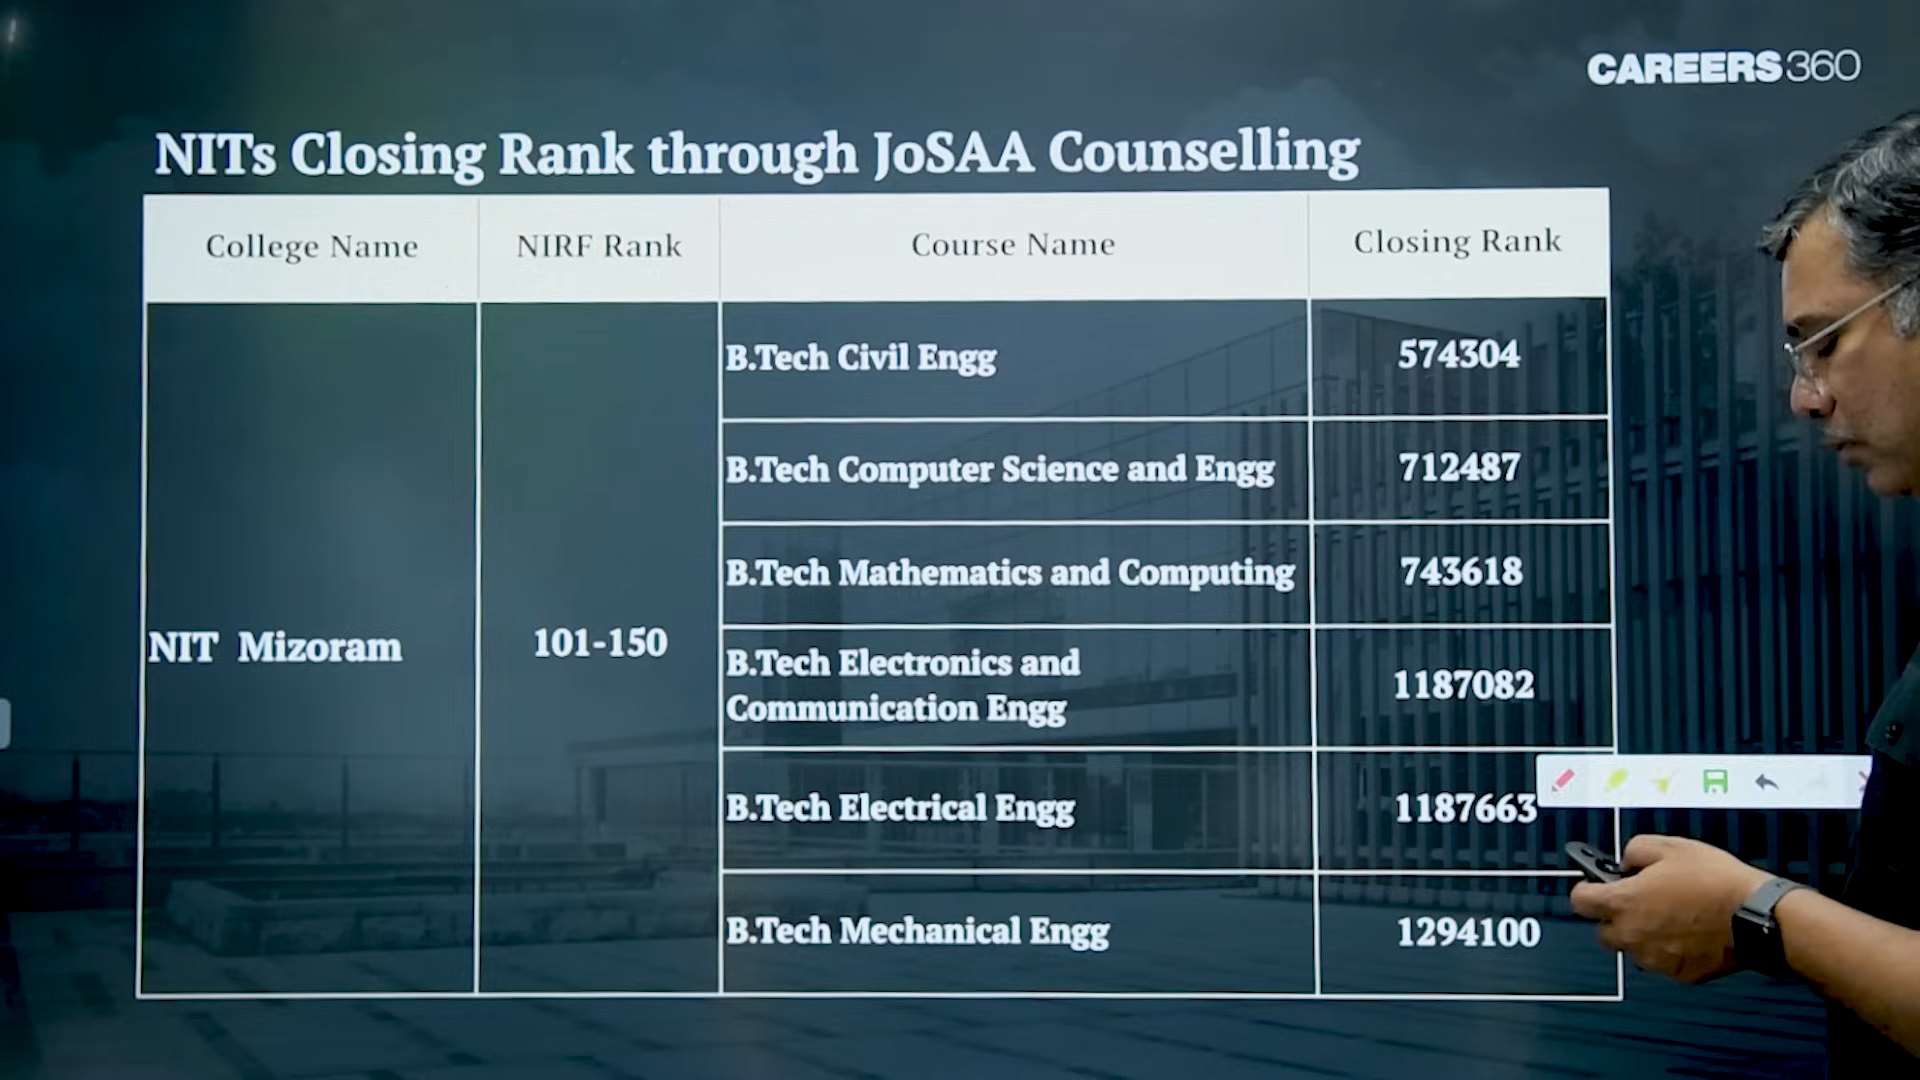 CAREERS360
NITs Closing Rank through JoSAA Counselling
College Name NIRF Rank Course Name Closing Rank
NIT Mizoram 101-150
B.Tech Civil Engg 574304
B.Tech Computer Science and Engg 712487
B.Tech Mathematics and Computing 743618
B.Tech Electronics and
Communication Engg 1187082
B.Tech Electrical Engg 1187663
B.Tech Mechanical Engg 1294100